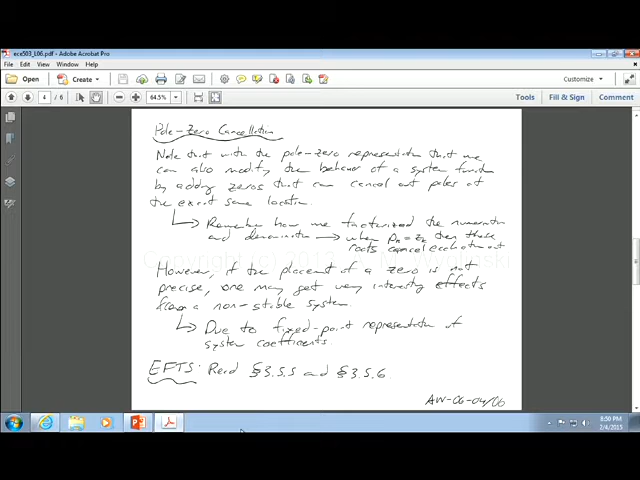 ece503_L06.pdf - Adobe Acrobat Pro
File Edit View Window Help
Open Create Customize
4 / 6 64.5% Tools Fill & Sign Comment
Pole-Zero Cancellation
Note that with the pole-zero representation that we
can also modify the behavior of a system function
by adding zeros that can cancel out poles at
the exact same location.
Remember how we factorized the numerator
and denominator → when pk = zk then those
roots cancel each other out
Copyright (c) 2012 A. M. Wyglinski
However, if the placement of a zero is not
precise, one may get very interesting effects
from a non-stable system.
Due to fixed-point representation of
system coefficients.
EFTS: Read §3.5.5 and §3.5.6
AW-06-04/06
8:50 PM
2/4/2015